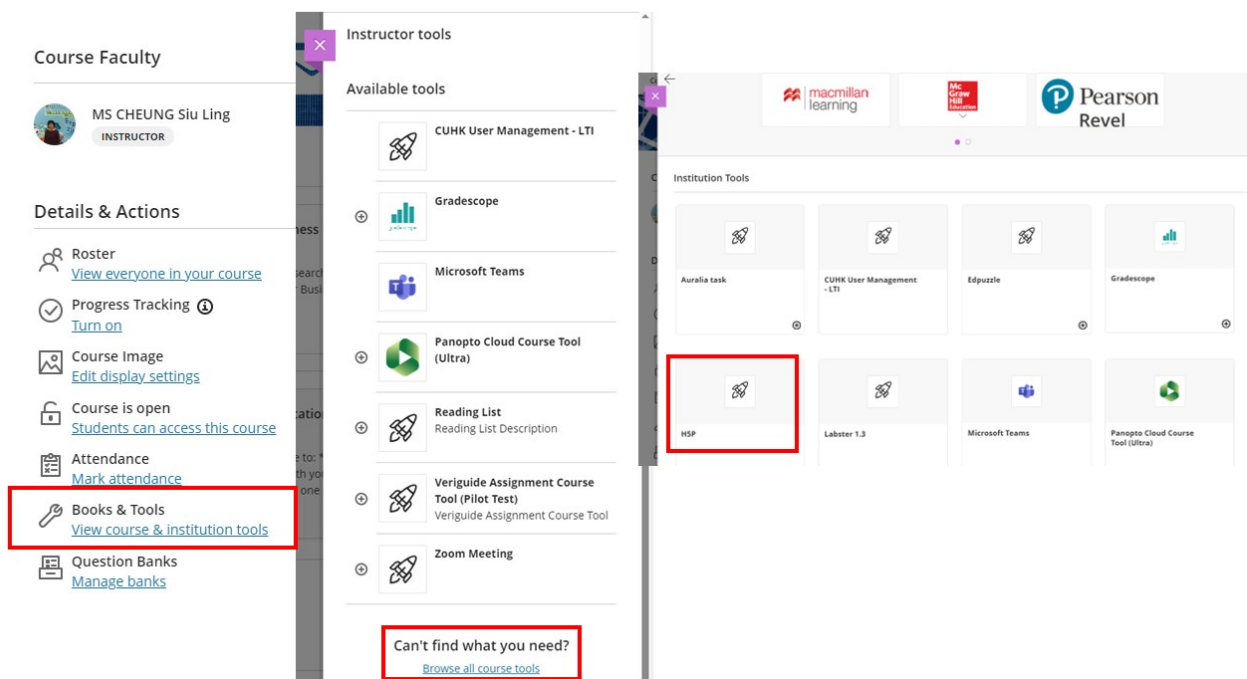 Course Faculty
MS CHEUNG Siu Ling
INSTRUCTOR
Details & Actions
Roster
View everyone in your course
Progress Tracking
Turn on
Course Image
Edit display settings
Course is open
Students can access this course
Attendance
Mark attendance
Books & Tools
View course & institution tools
Question Banks
Manage banks
Instructor tools
Available tools
CUHK User Management - LTI
Gradescope
Microsoft Teams
Panopto Cloud Course Tool
(Ultra)
Reading List
Reading List Description
Veriguide Assignment Course
Tool (Pilot Test)
Veriguide Assignment Course Tool
Zoom Meeting
Can't find what you need?
Browse all course tools
macmillan
learning
Mc
Graw
Hill
Education
Pearson
Revel
Institution Tools
Auralia task
CUHK User Management
- LTI
Edpuzzle
Gradescope
H5P
Labster 1.3
Microsoft Teams
Panopto Cloud Course
Tool (Ultra)